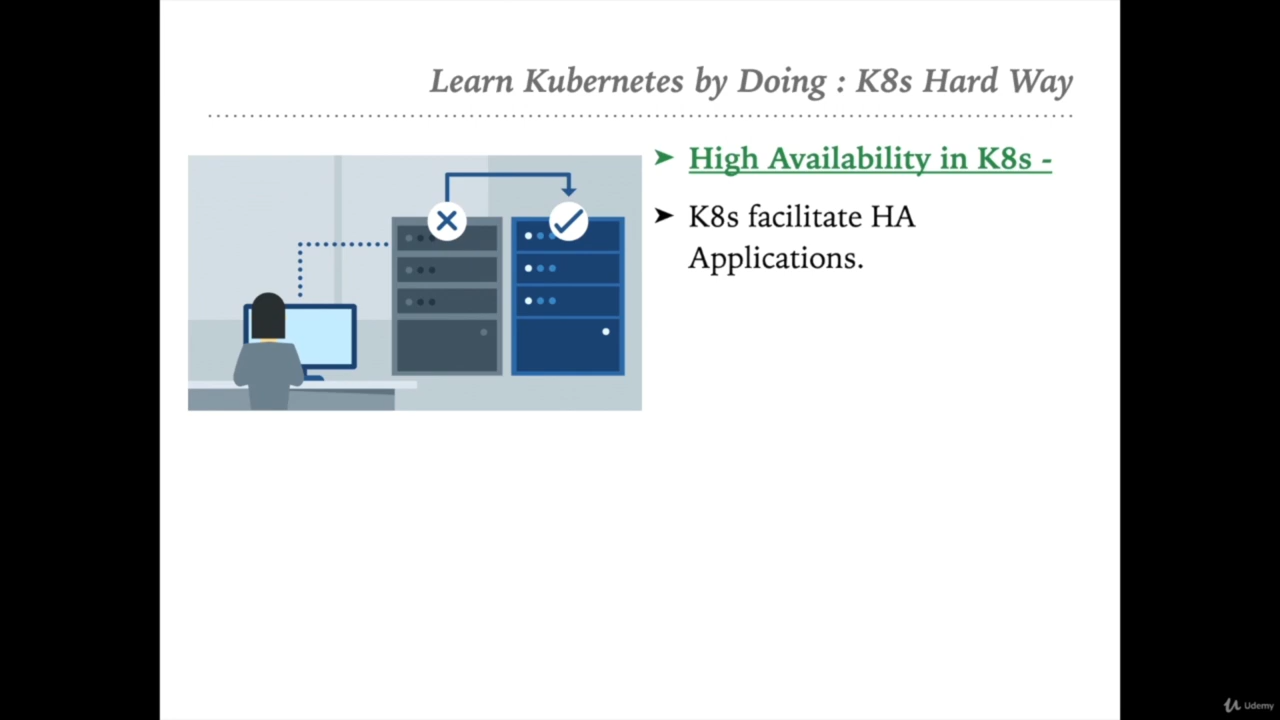 Learn Kubernetes by Doing : K8s Hard Way
➤ High Availability in K8s -
➤ K8s facilitate HA
Applications.
Udemy